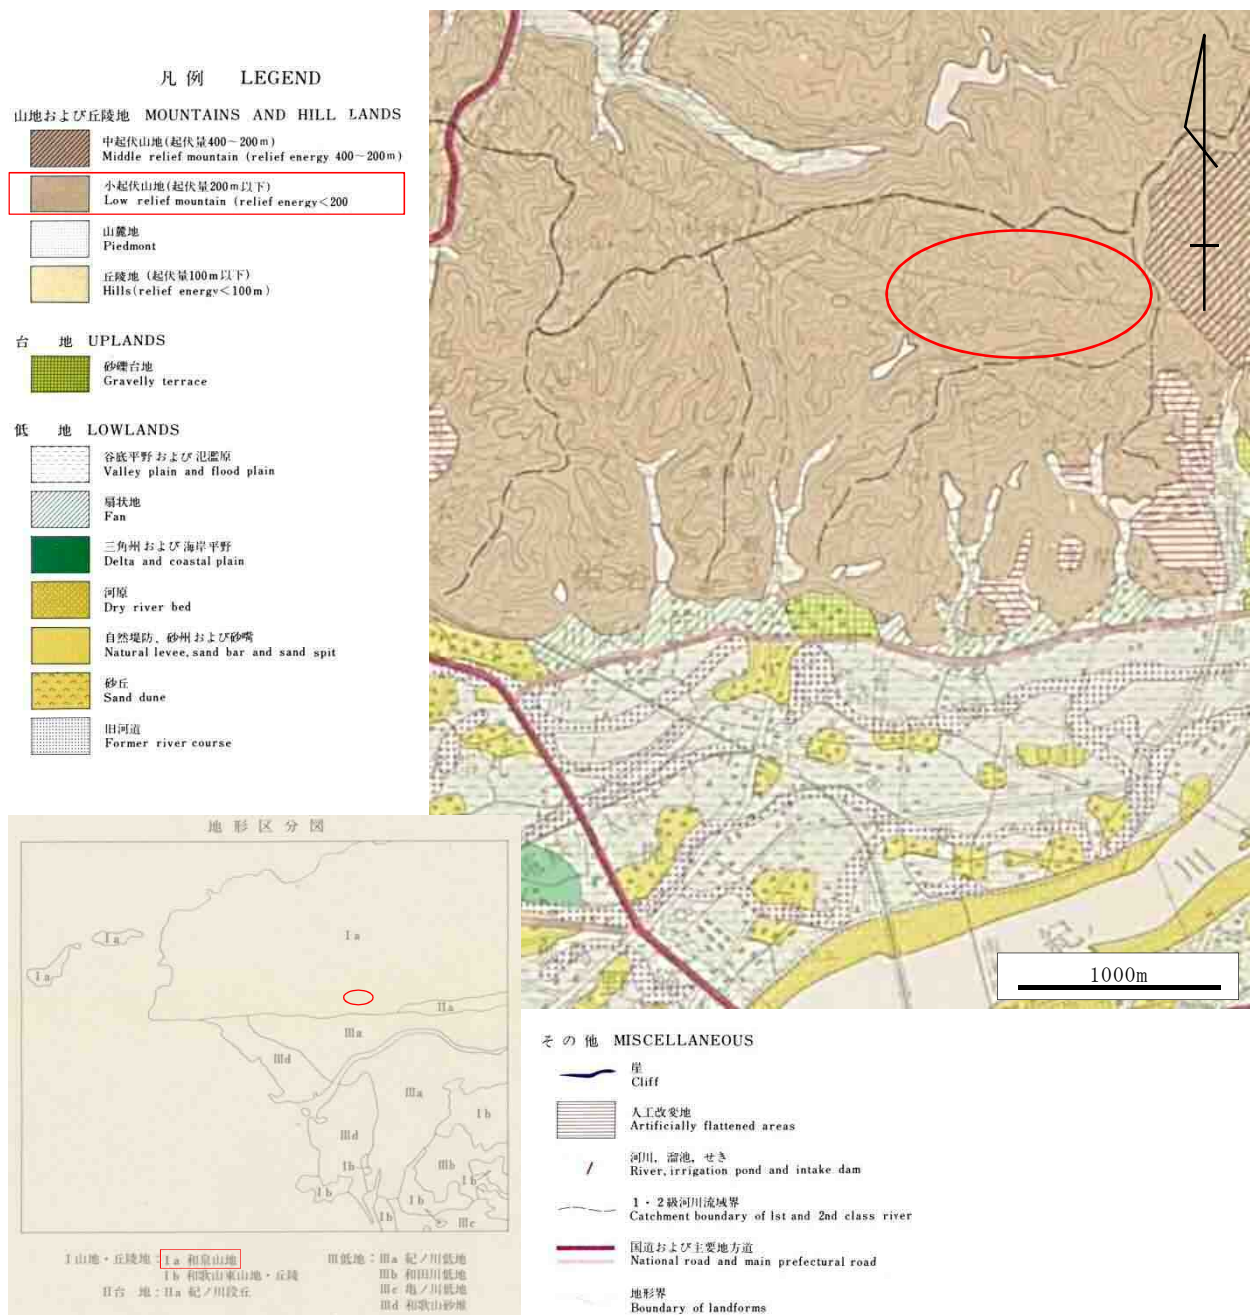 凡例 LEGEND
山地および丘陵地 MOUNTAINS AND HILL LANDS
中起伏山地(起伏量400~200m)
Middle relief mountain (relief energy 400~200m)
小起伏山地(起伏量200m以下)
Low relief mountain (relief energy<200
山麓地
Piedmont
丘陵地 (起伏量100m以下)
Hills(relief energy<100m)
台地 UPLANDS
砂礫台地
Gravelly terrace
低地 LOWLANDS
谷底平野および氾濫原
Valley plain and flood plain
扇状地
Fan
三角州および海岸平野
Delta and coastal plain
河原
Dry river bed
自然堤防、砂州および砂嘴
Natural levee, sand bar and sand spit
砂丘
Sand dune
旧河道
Former river course
川
1000m
地形区分図
Ia
Ia
Ia
IIa
IIIa
IIId
IIIa
Ib
IIId
Ib
IIIb
Ib
Ib
Ib
Ib
IIIc
I山地・丘陵地:Ia 和泉山地
Ib 和歌山東山地・丘陵
II台地:IIa 紀ノ川段丘
III低地:IIIa 紀ノ川低地
IIIb 和田川低地
IIIc 亀ノ川低地
IIId 和歌山砂堆
その他 MISCELLANEOUS
崖
Cliff
人工改変地
Artificially flattened areas
河川, 溜池, せき
River, irrigation pond and intake dam
1・2級河川流域界
Catchment boundary of 1st and 2nd class river
国道および主要地方道
National road and main prefectural road
地形界
Boundary of landforms